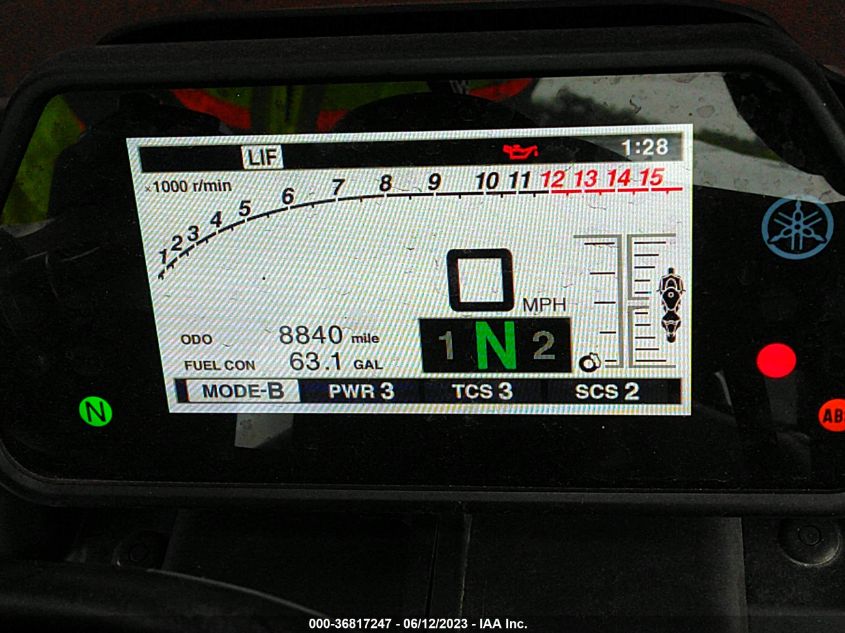 LIF 1:28
×1000 r/min
1 2 3 4 5 6 7 8 9 10 11 12 13 14 15
0 MPH
1 N 2
ODO 8840 mile
FUEL CON 63.1 GAL
MODE-B PWR 3 TCS 3 SCS 2
N
AB
000-36817247 - 06/12/2023 - IAA Inc.